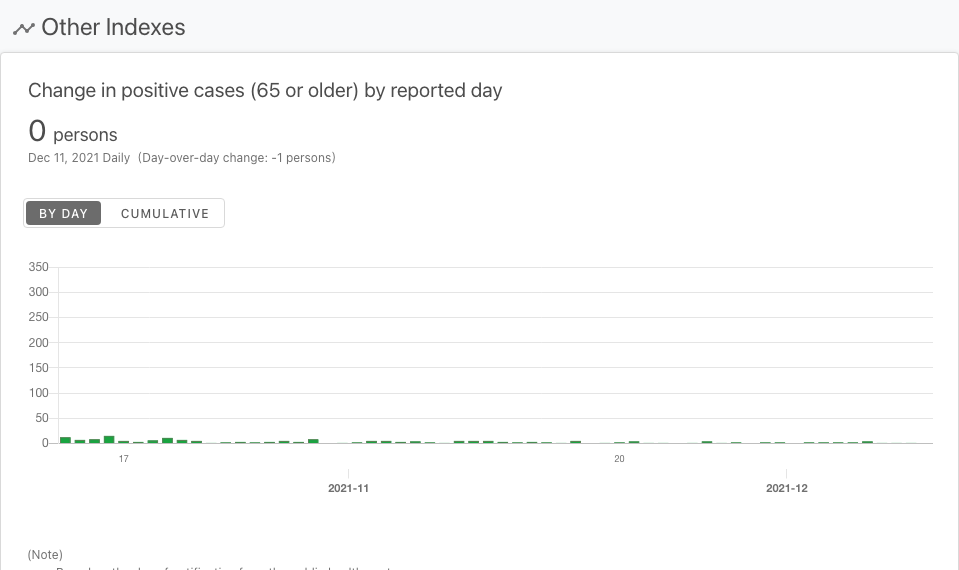 Other Indexes
Change in positive cases (65 or older) by reported day
0 persons
Dec 11, 2021 Daily (Day-over-day change: -1 persons)
BY DAY CUMULATIVE
350
300
250
200
150
100
50
0
17 20
2021-11 2021-12
(Note)